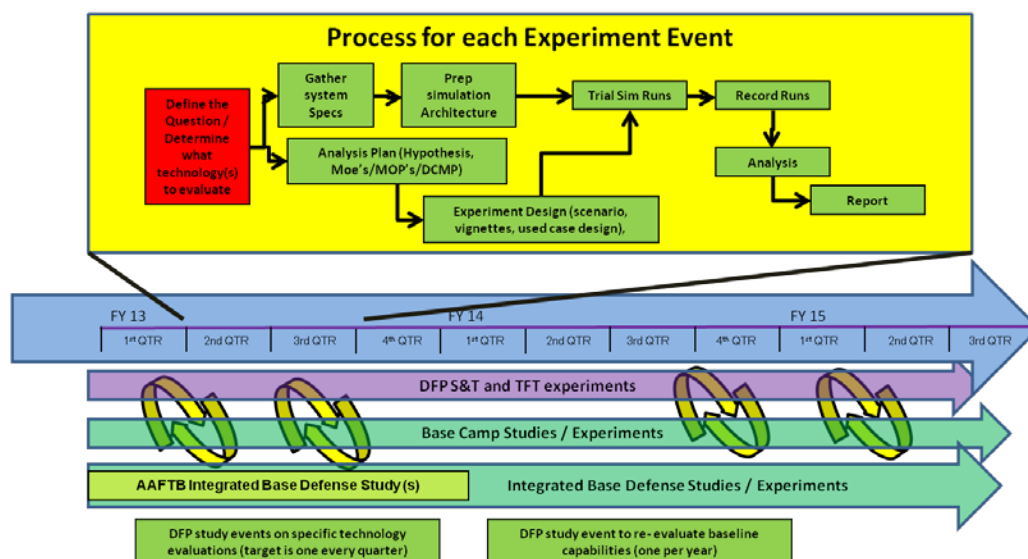 Process for each Experiment Event
Define the
Question /
Determine
what
technology(s)
to evaluate
Gather
system
Specs
Prep
simulation
Architecture
Trial Sim Runs
Record Runs
Analysis Plan (Hypothesis,
Moe's/MOP's/DCMP)
Analysis
Experiment Design (scenario,
vignettes, used case design),
Report
FY 13
FY 14
FY 15
1st QTR
2nd QTR
3rd QTR
4th QTR
1st QTR
2nd QTR
3rd QTR
4th QTR
1st QTR
2nd QTR
3rd QTR
DFP S&T and TFT experiments
Base Camp Studies / Experiments
AAFTB Integrated Base Defense Study(s)
Integrated Base Defense Studies / Experiments
DFP study events on specific technology
evaluations (target is one every quarter)
DFP study event to re- evaluate baseline
capabilities (one per year)